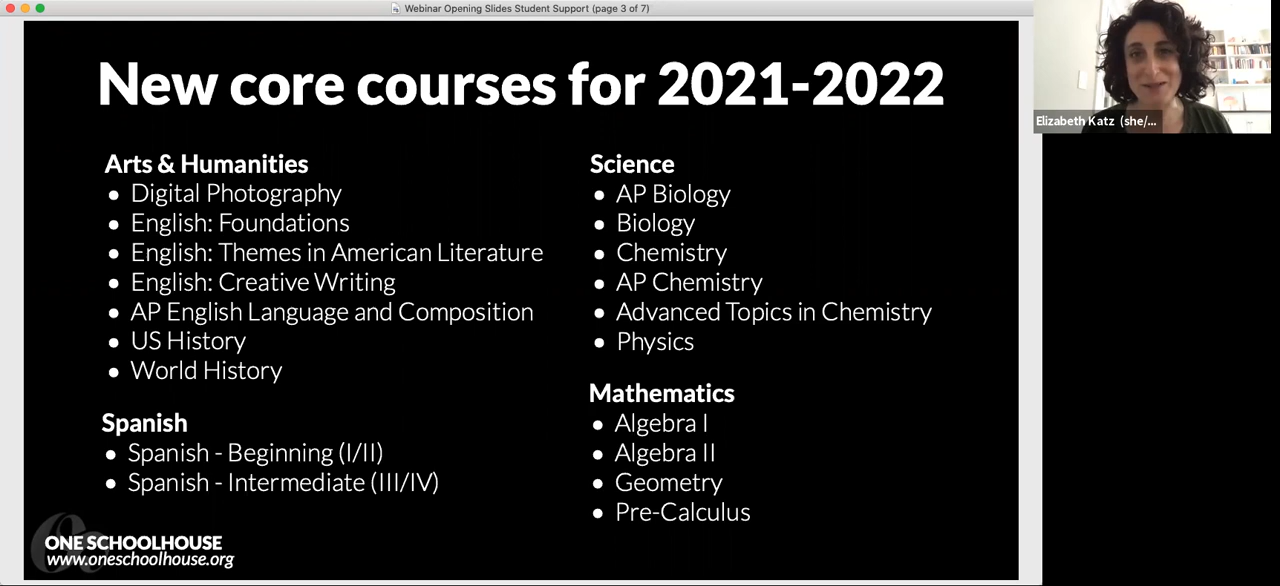 Webinar Opening Slides Student Support (page 3 of 7)
New core courses for 2021-2022
Arts & Humanities
• Digital Photography
• English: Foundations
• English: Themes in American Literature
• English: Creative Writing
• AP English Language and Composition
• US History
• World History
Spanish
• Spanish - Beginning (I/II)
• Spanish - Intermediate (III/IV)
Science
• AP Biology
• Biology
• Chemistry
• AP Chemistry
• Advanced Topics in Chemistry
• Physics
Mathematics
• Algebra I
• Algebra II
• Geometry
• Pre-Calculus
ONE SCHOOLHOUSE
www.oneschoolhouse.org
Elizabeth Katz (she/...